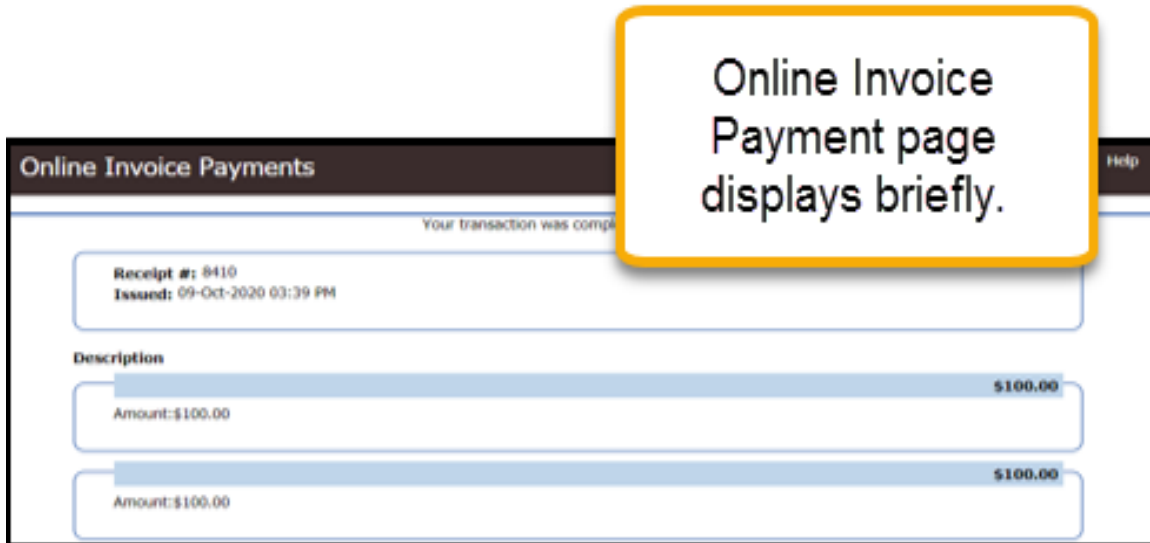 Online Invoice
Payment page
displays briefly.
Online Invoice Payments
Help
Your transaction was
Receipt #: 8410
Issued: 09-Oct-2020 03:39 PM
Description
$100.00
Amount:$100.00
$100.00
Amount:$100.00